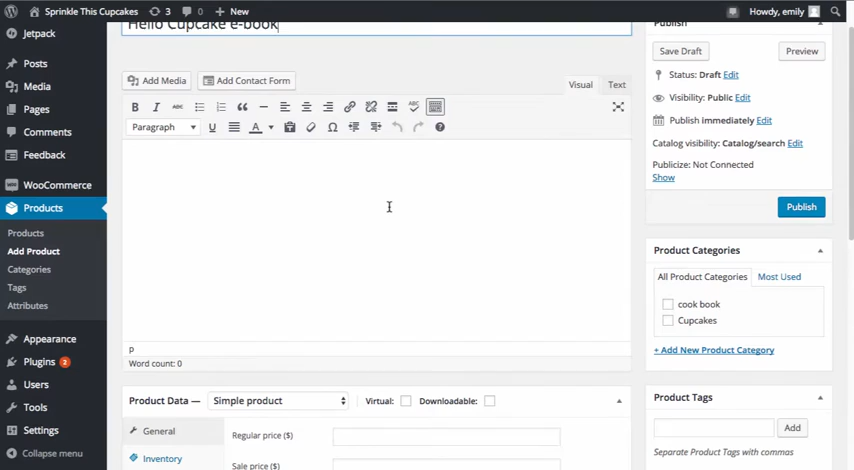 Sprinkle This Cupcakes 3 0 New Howdy, emily
Hello Cupcake e-book
Jetpack
Posts
Media
Pages
Comments
Feedback
WooCommerce
Products
Products
Add Product
Categories
Tags
Attributes
Appearance
Plugins 2
Users
Tools
Settings
Collapse menu
Add Media Add Contact Form
Visual Text
B I ABC ABC
Paragraph U A Ω
p
Word count: 0
Product Data — Simple product Virtual: Downloadable:
General
Inventory
Regular price ($)
Sale price ($)
Publish
Save Draft Preview
Status: Draft Edit
Visibility: Public Edit
Publish immediately Edit
Catalog visibility: Catalog/search Edit
Publicize: Not Connected
Show
Publish
Product Categories
All Product Categories Most Used
cook book
Cupcakes
+ Add New Product Category
Product Tags
Add
Separate Product Tags with commas